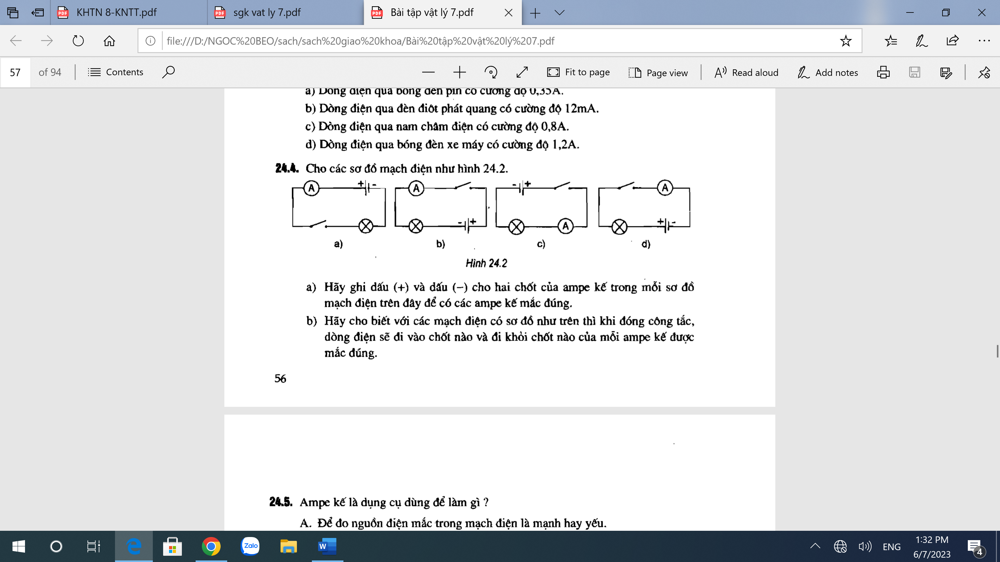 KHTN 8-KNTT.pdf
sgk vat ly 7.pdf
Bài tập vật lý 7.pdf
file:///D:/NGOC%20BEO/sach/sach%20giao%20khoa/Bài%20tập%20vật%20lý%207.pdf
57 of 94 Contents Fit to page Page view Read aloud Add notes
a) Dòng điện qua bóng đèn pin có cường độ 0,35A.
b) Dòng điện qua đèn điôt phát quang có cường độ 12mA.
c) Dòng điện qua nam châm điện có cường độ 0,8A.
d) Dòng điện qua bóng đèn xe máy có cường độ 1,2A.
24.4. Cho các sơ đồ mạch điện như hình 24.2.
A + - A - + A
A - + A + -
a) b) c) d)
Hình 24.2
a) Hãy ghi dấu (+) và dấu (−) cho hai chốt của ampe kế trong mỗi sơ đồ
mạch điện trên đây để có các ampe kế mắc đúng.
b) Hãy cho biết với các mạch điện có sơ đồ như trên thì khi đóng công tắc,
dòng điện sẽ đi vào chốt nào và đi khỏi chốt nào của mỗi ampe kế được
mắc đúng.
56
24.5. Ampe kế là dụng cụ dùng để làm gì ?
A. Để đo nguồn điện mắc trong mạch điện là mạnh hay yếu.
Zalo
W
ENG
1:32 PM
6/7/2023
4